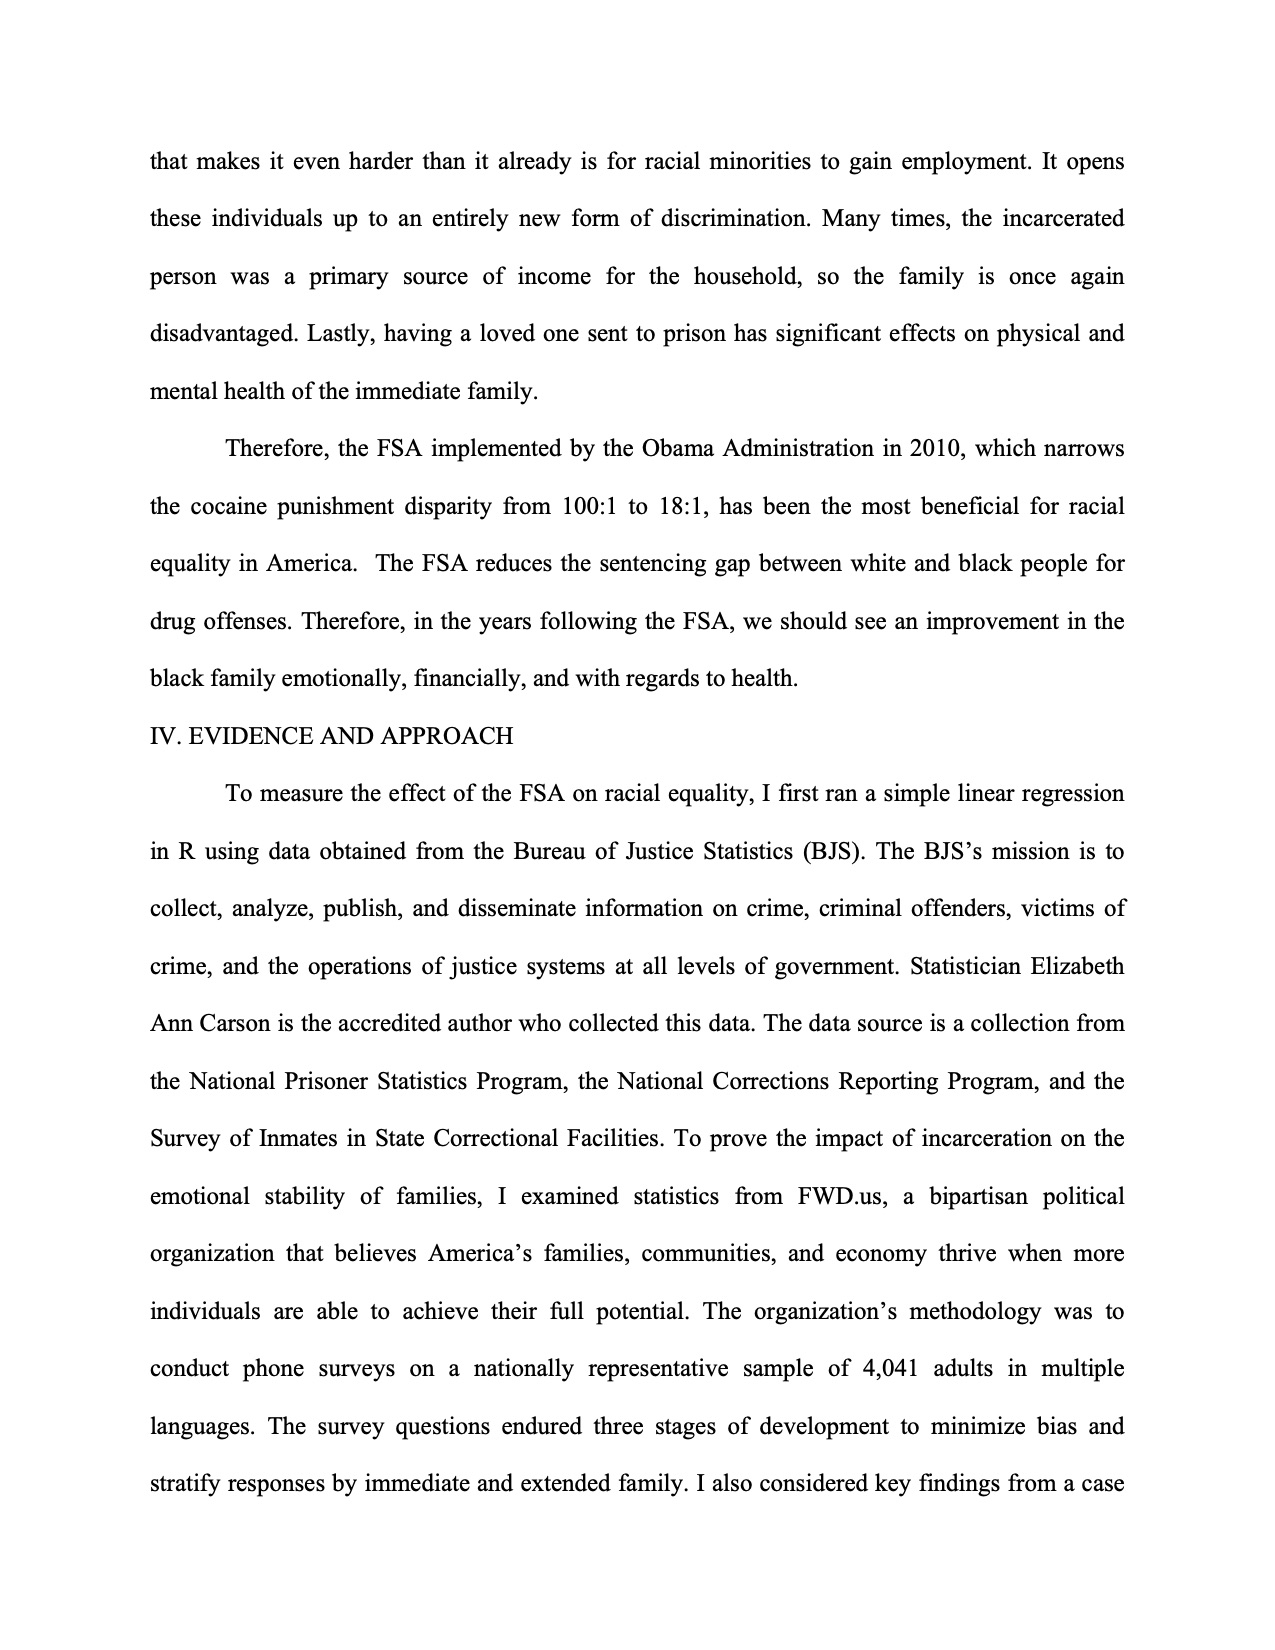 that makes it even harder than it already is for racial minorities to gain employment. It opens
these individuals up to an entirely new form of discrimination. Many times, the incarcerated
person was a primary source of income for the household, so the family is once again
disadvantaged. Lastly, having a loved one sent to prison has significant effects on physical and
mental health of the immediate family.
Therefore, the FSA implemented by the Obama Administration in 2010, which narrows
the cocaine punishment disparity from 100:1 to 18:1, has been the most beneficial for racial
equality in America.  The FSA reduces the sentencing gap between white and black people for
drug offenses. Therefore, in the years following the FSA, we should see an improvement in the
black family emotionally, financially, and with regards to health.
IV. EVIDENCE AND APPROACH
To measure the effect of the FSA on racial equality, I first ran a simple linear regression
in R using data obtained from the Bureau of Justice Statistics (BJS). The BJS’s mission is to
collect, analyze, publish, and disseminate information on crime, criminal offenders, victims of
crime, and the operations of justice systems at all levels of government. Statistician Elizabeth
Ann Carson is the accredited author who collected this data. The data source is a collection from
the National Prisoner Statistics Program, the National Corrections Reporting Program, and the
Survey of Inmates in State Correctional Facilities. To prove the impact of incarceration on the
emotional stability of families, I examined statistics from FWD.us, a bipartisan political
organization that believes America’s families, communities, and economy thrive when more
individuals are able to achieve their full potential. The organization’s methodology was to
conduct phone surveys on a nationally representative sample of 4,041 adults in multiple
languages. The survey questions endured three stages of development to minimize bias and
stratify responses by immediate and extended family. I also considered key findings from a case